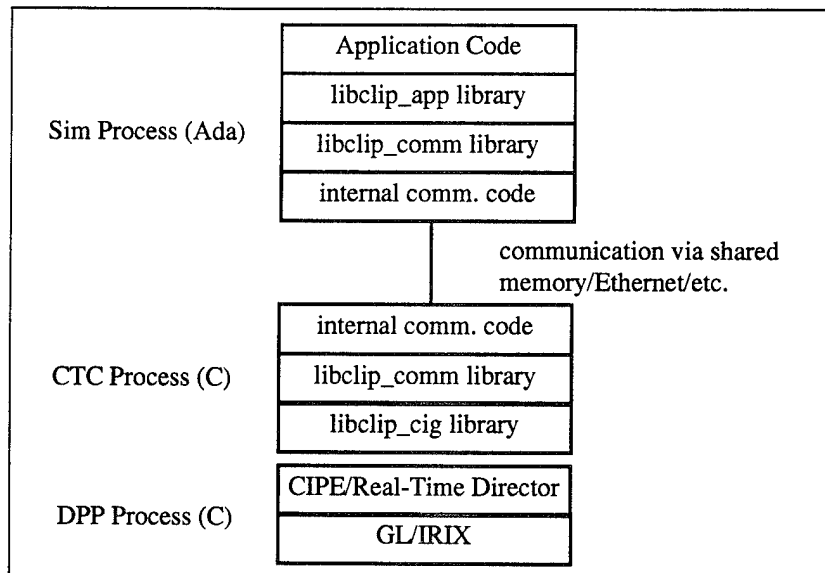 Application Code
libclip_app library
Sim Process (Ada)
libclip_comm library
internal comm. code
communication via shared
memory/Ethernet/etc.
internal comm. code
CTC Process (C)
libclip_comm library
libclip_cig library
CIPE/Real-Time Director
DPP Process (C)
GL/IRIX